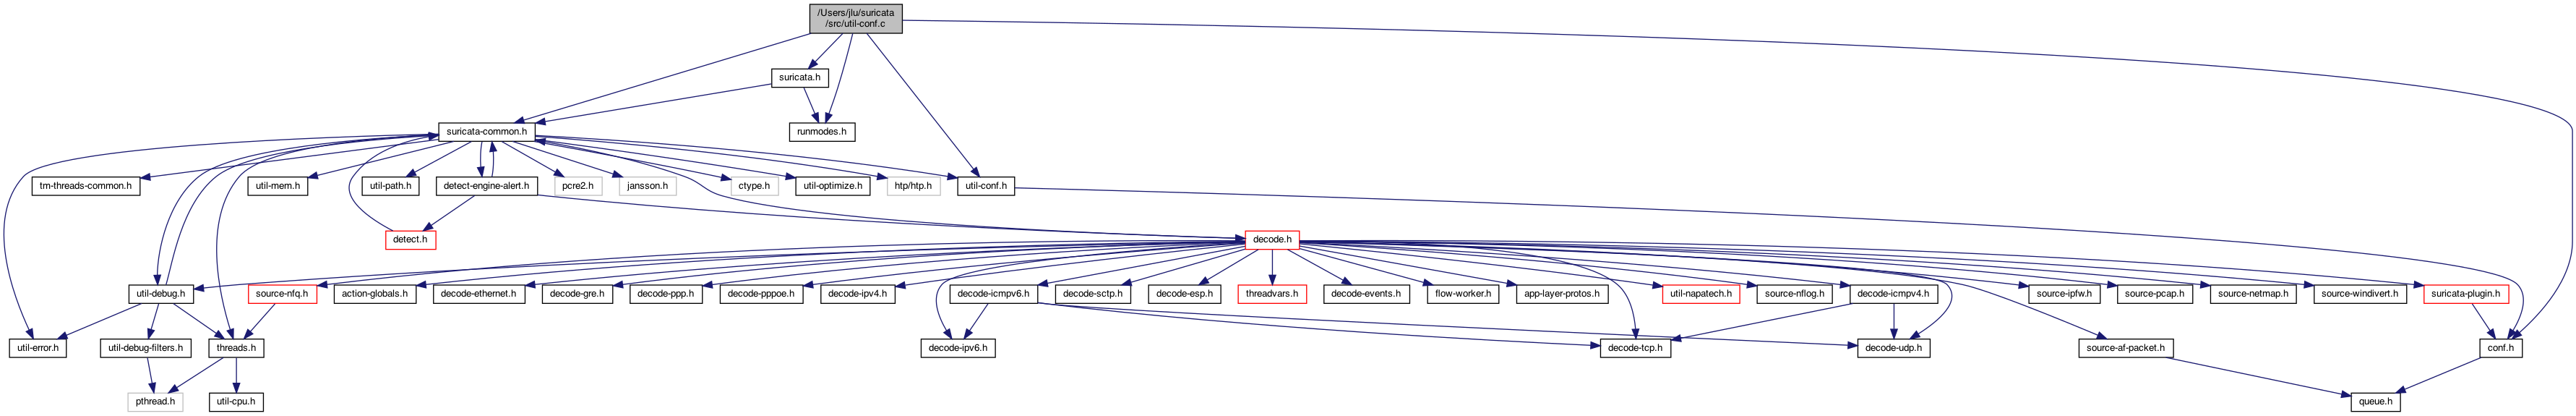 /Users/jlu/suricata
/src/util-conf.c
suricata.h
suricata-common.h
runmodes.h
tm-threads-common.h
util-mem.h
util-path.h
detect-engine-alert.h
pcre2.h
jansson.h
ctype.h
util-optimize.h
htp/htp.h
util-conf.h
detect.h
decode.h
util-debug.h
source-nfq.h
action-globals.h
decode-ethernet.h
decode-gre.h
decode-ppp.h
decode-pppoe.h
decode-ipv4.h
decode-icmpv6.h
decode-sctp.h
decode-esp.h
threadvars.h
decode-events.h
flow-worker.h
app-layer-protos.h
util-napatech.h
source-nflog.h
decode-icmpv4.h
source-ipfw.h
source-pcap.h
source-netmap.h
source-windivert.h
suricata-plugin.h
util-error.h
util-debug-filters.h
threads.h
decode-ipv6.h
decode-tcp.h
decode-udp.h
source-af-packet.h
conf.h
pthread.h
util-cpu.h
queue.h